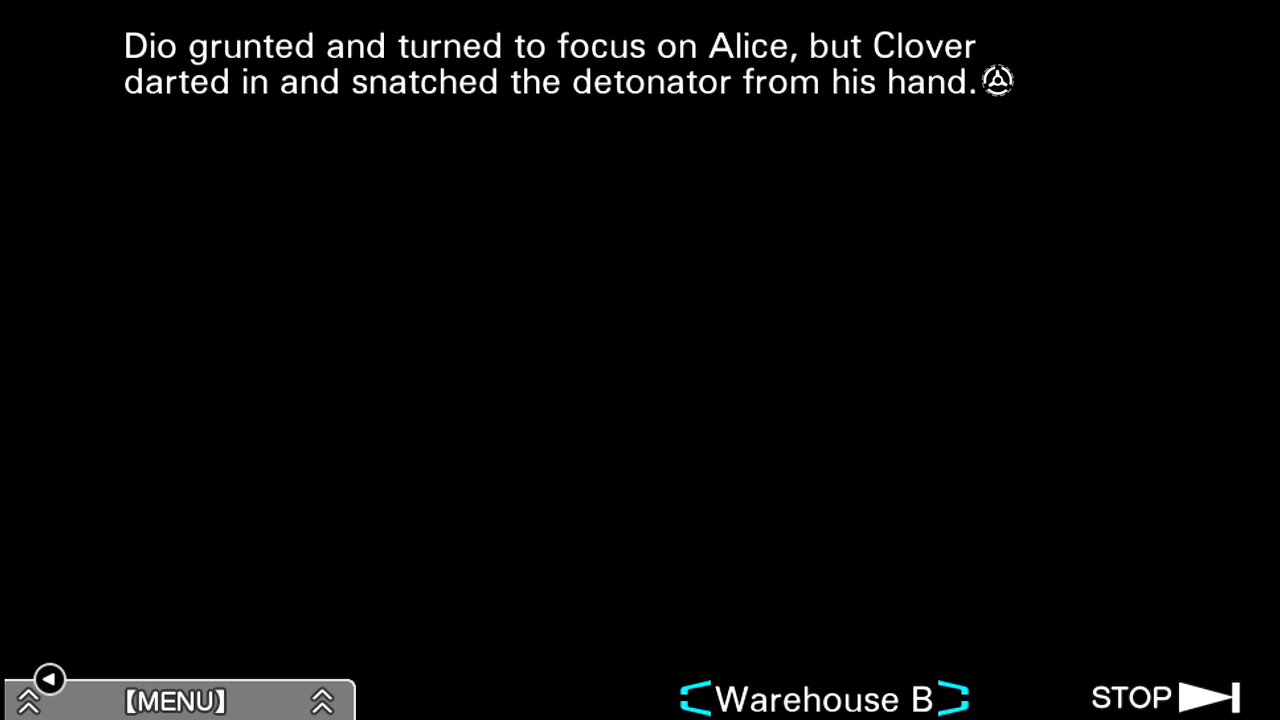 Dio grunted and turned to focus on Alice, but Clover
darted in and snatched the detonator from his hand.
【MENU】
Warehouse B
STOP